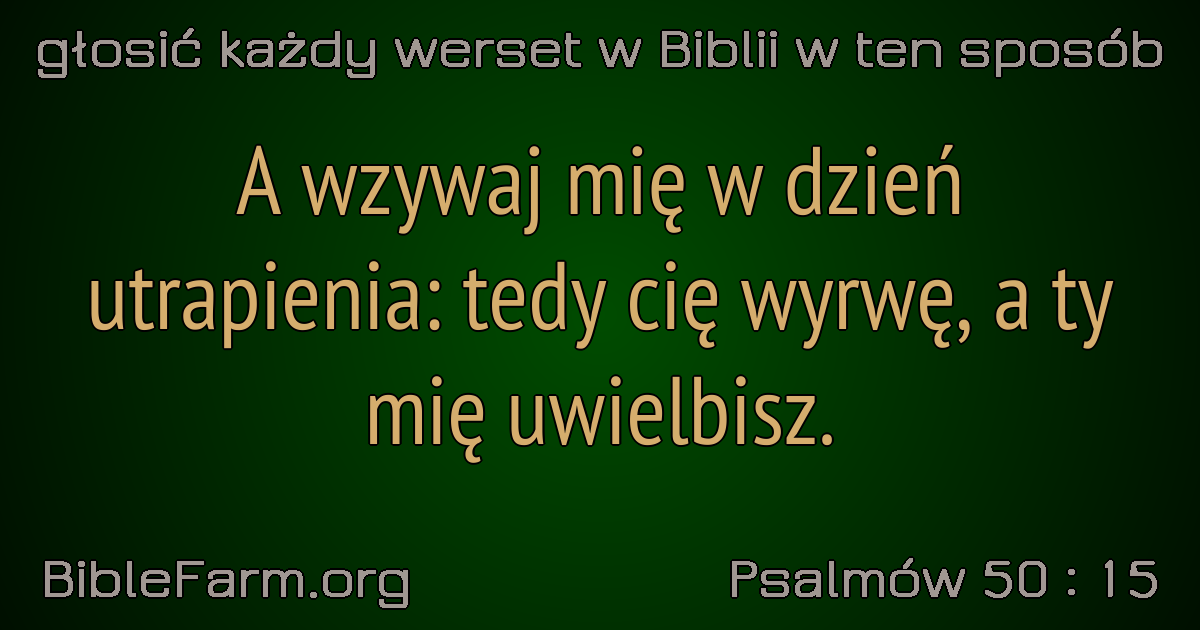 głosić każdy werset w Biblii w ten sposób
A wzywaj mię w dzień
utrapienia: tedy cię wyrwę, a ty
mię uwielbisz.
BibleFarm.org
Psalmów 50 : 15